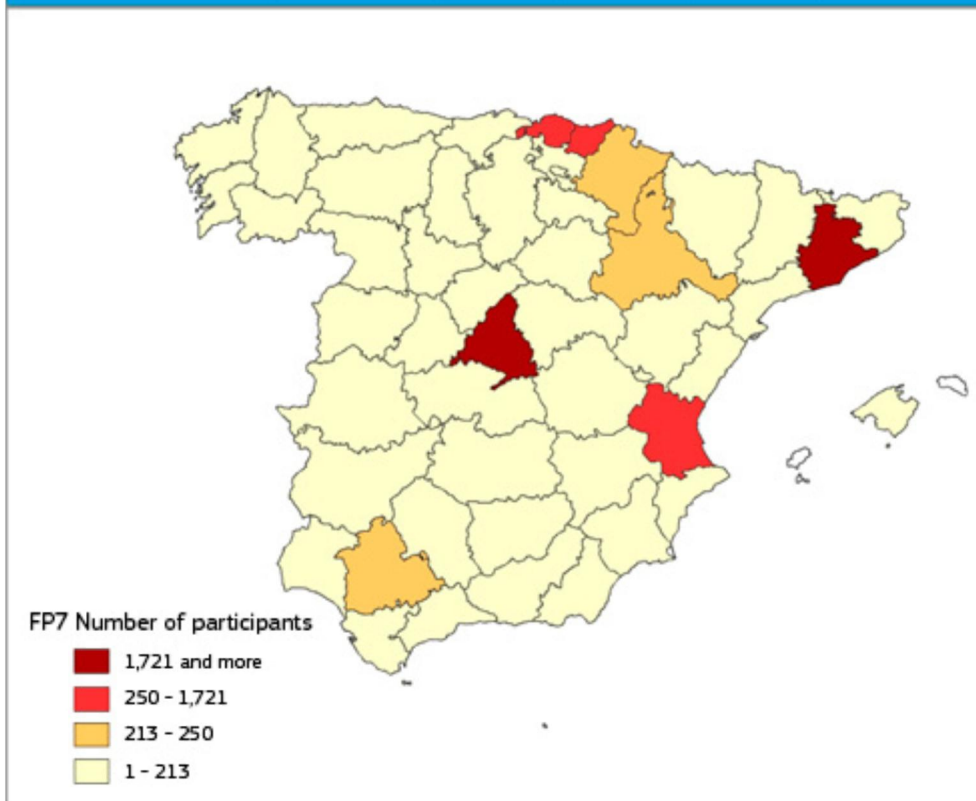 FP7 Number of participants
1,721 and more
250 - 1,721
213 - 250
1 - 213